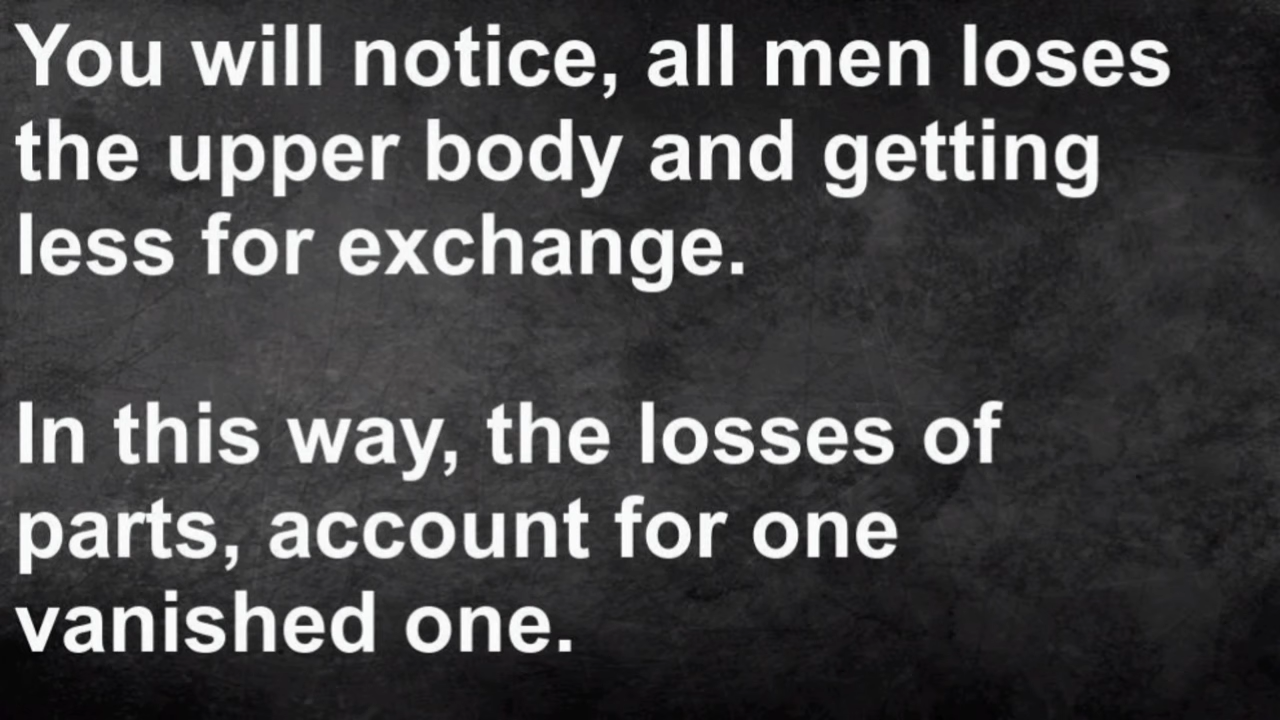 You will notice, all men loses
the upper body and getting
less for exchange.
In this way, the losses of
parts, account for one
vanished one.